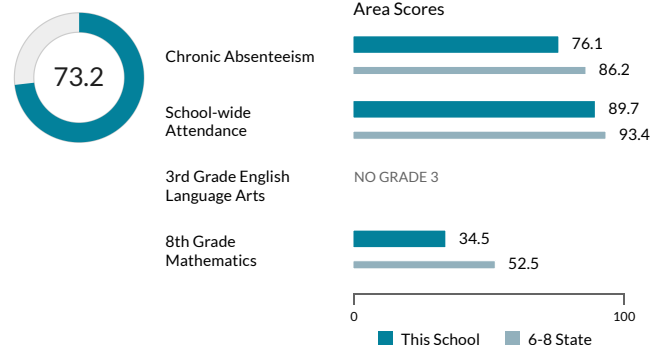 73.2
Area Scores
Chronic Absenteeism
76.1
86.2
School-wide
Attendance
89.7
93.4
3rd Grade English
Language Arts
NO GRADE 3
8th Grade
Mathematics
34.5
52.5
0
100
This School
6-8 State